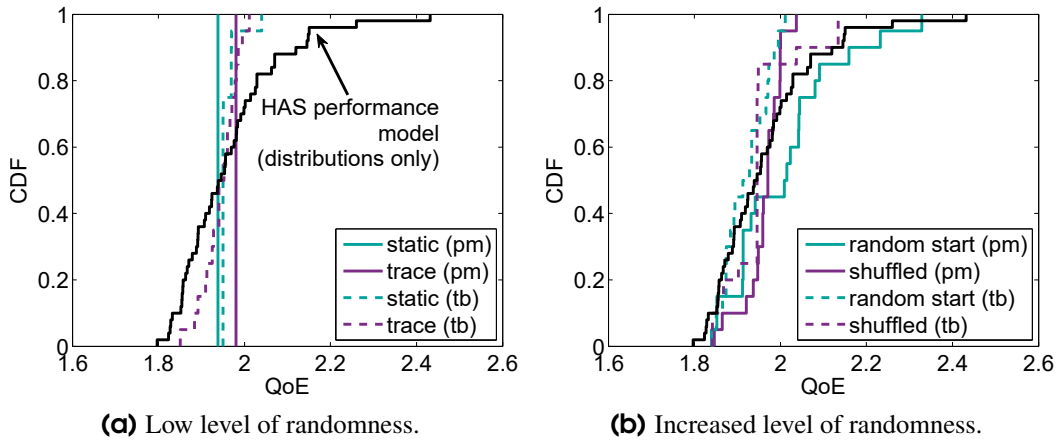 1
0.8
0.6
0.4
0.2
0
CDF
1.6
1.8
2
2.2
2.4
2.6
QoE
HAS performance
model
(distributions only)
static (pm)
trace (pm)
static (tb)
trace (tb)
(a) Low level of randomness.
1
0.8
0.6
0.4
0.2
0
CDF
1.6
1.8
2
2.2
2.4
2.6
QoE
random start (pm)
shuffled (pm)
random start (tb)
shuffled (tb)
(b) Increased level of randomness.